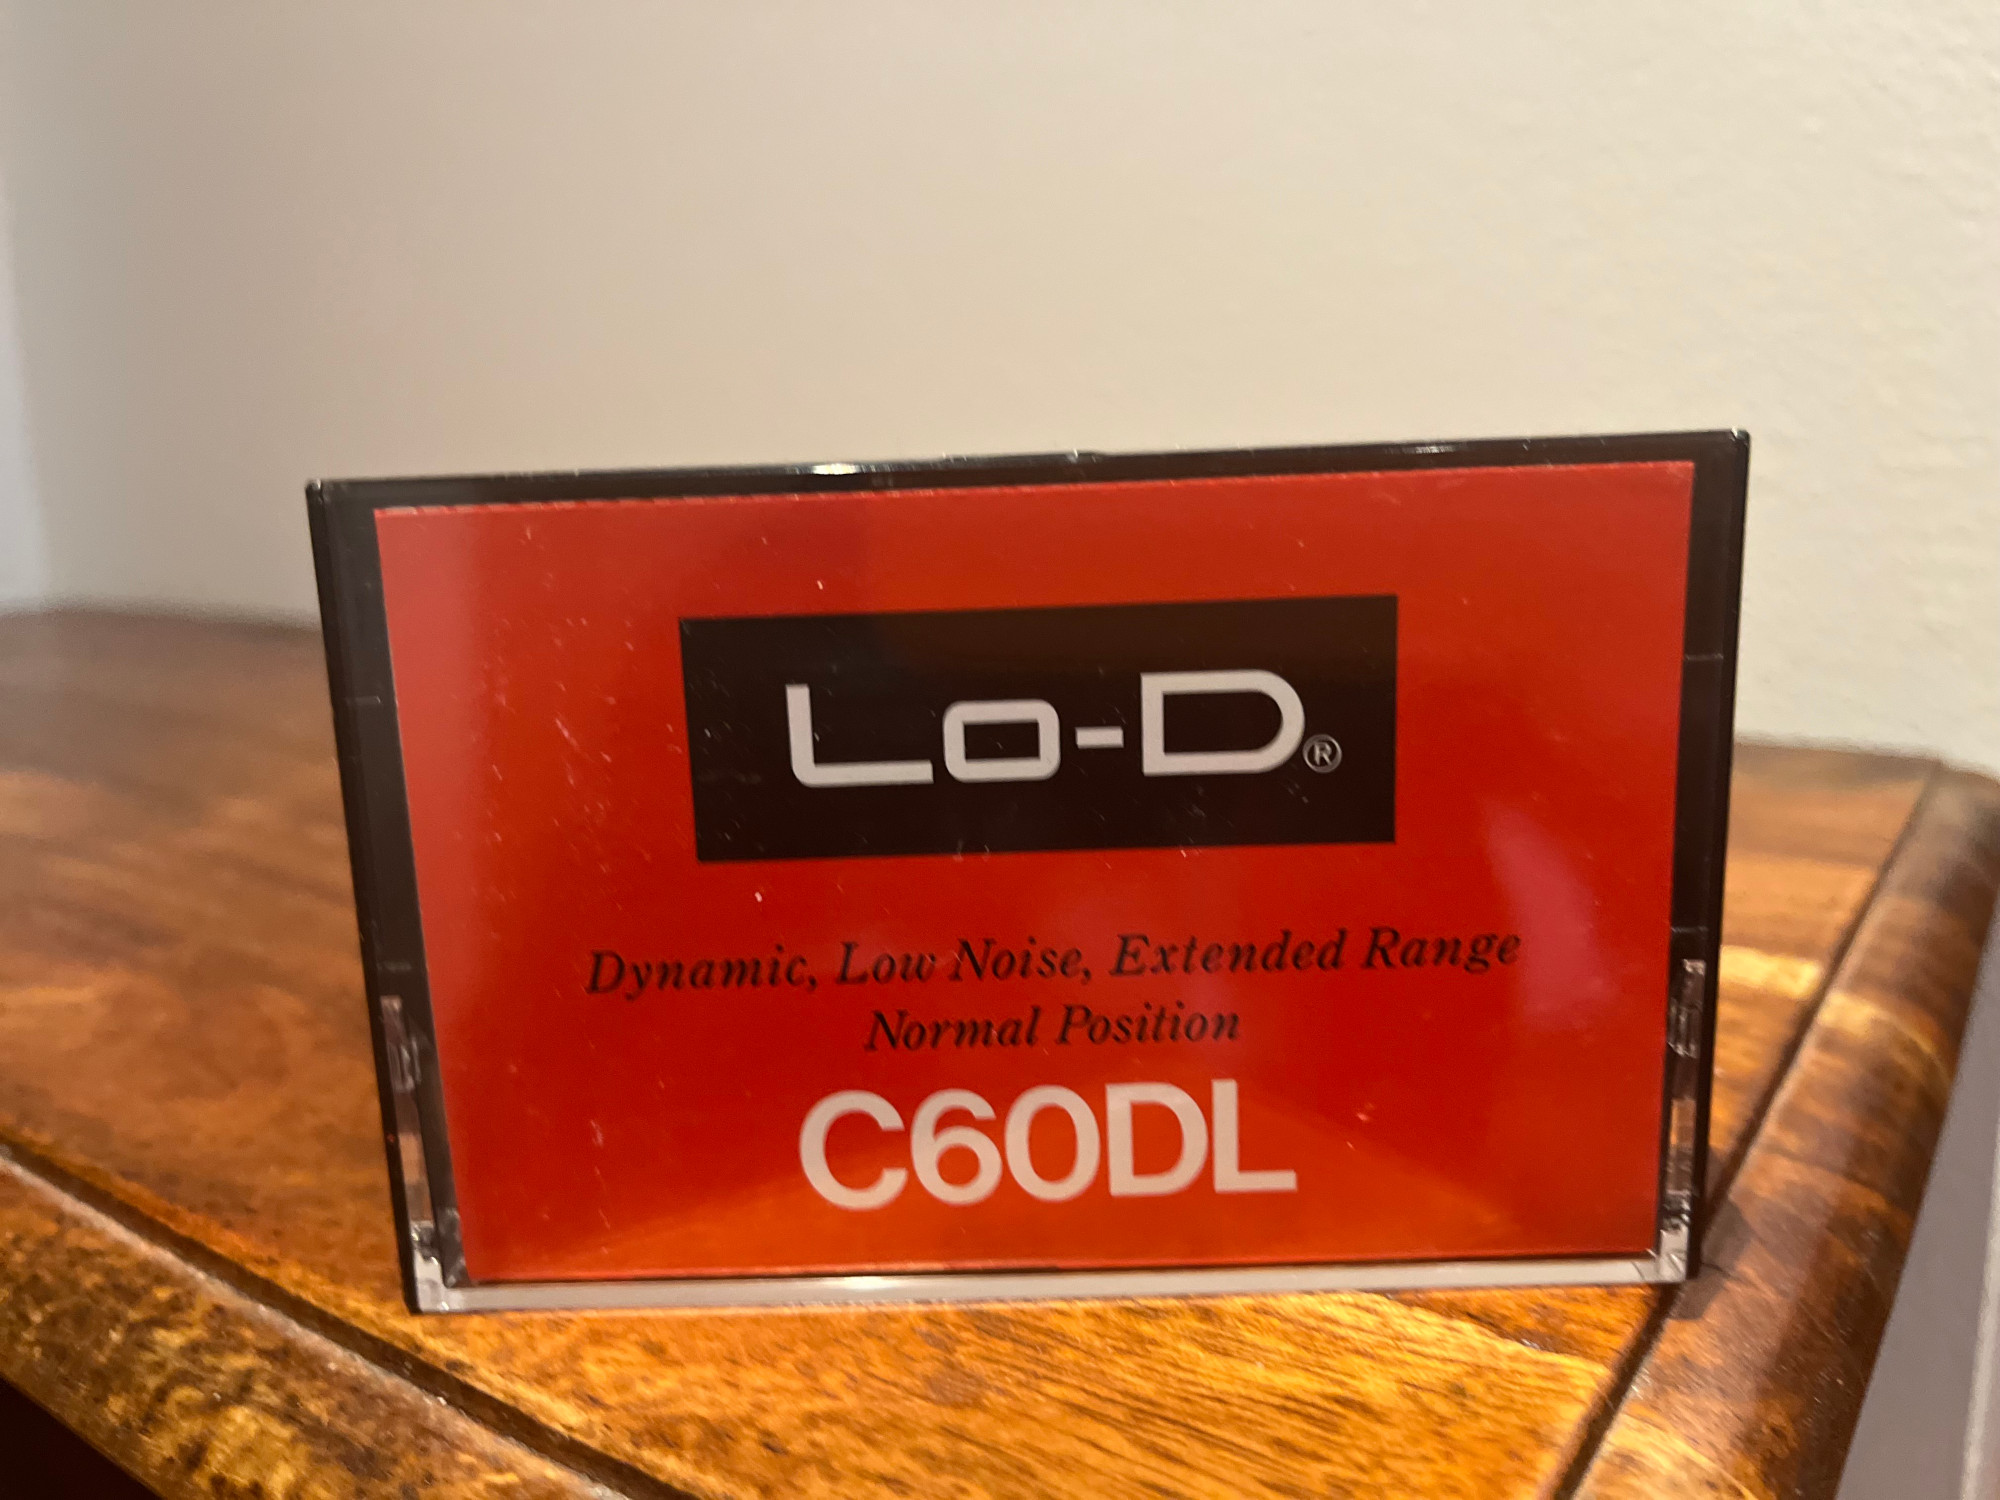 Lo-D®
Dynamic, Low Noise, Extended Range
Normal Position
C60DL